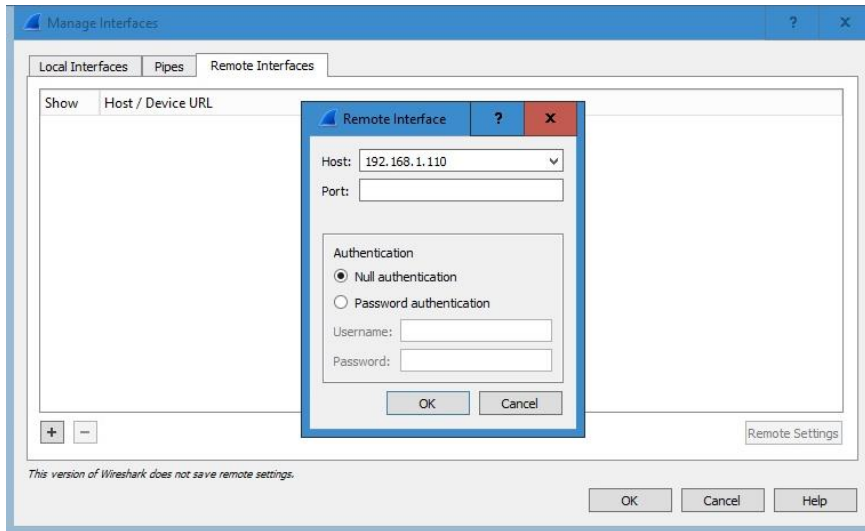 Manage Interfaces
? x
Local Interfaces Pipes Remote Interfaces
Show Host / Device URL
Remote Interface ? x
Host: 192.168.1.110
Port:
Authentication
Null authentication
Password authentication
Username:
Password:
OK Cancel
+ −
Remote Settings
This version of Wireshark does not save remote settings.
OK Cancel Help